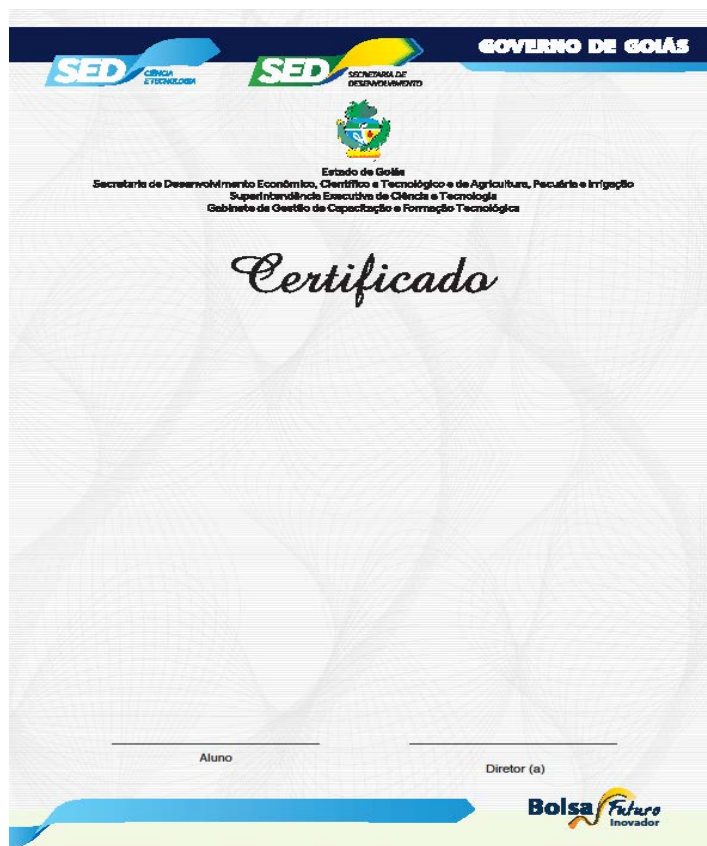 GOVERNO DE GOIÁS
SED CIÊNCIA
E TECNOLOGIA
SED SECRETARIA DE
DESENVOLVIMENTO
Estado de Goiás
Secretaria de Desenvolvimento Econômico, Científico e Tecnológico e de Agricultura, Pecuária e Irrigação
Superintendência Executiva de Ciência e Tecnologia
Gabinete de Gestão de Capacitação e Formação Tecnológica
Certificado
Aluno
Diretor (a)
Bolsa Futuro
Inovador